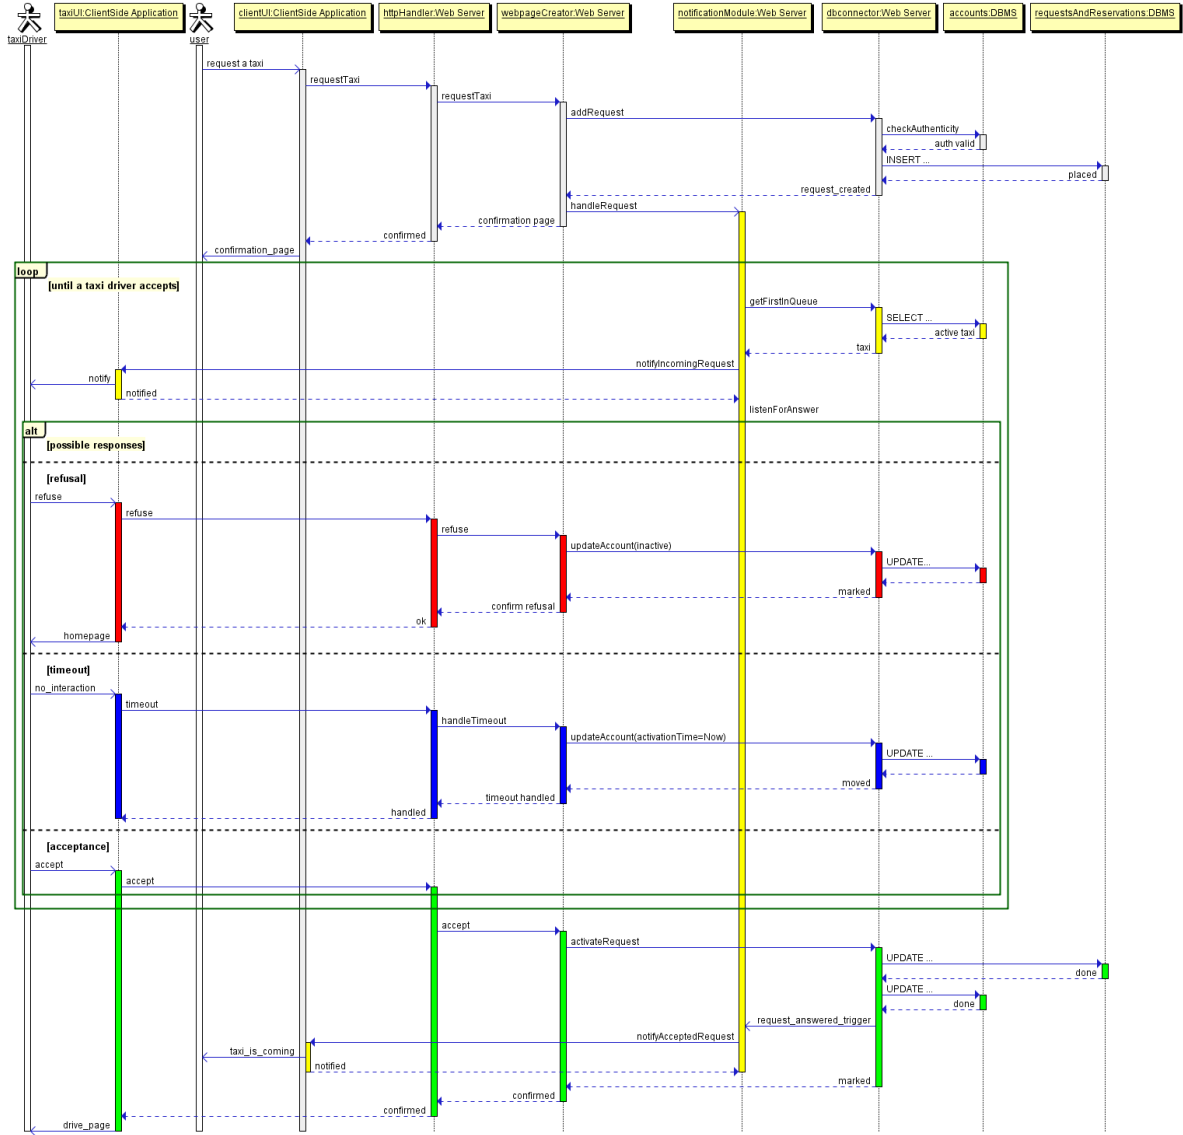 taxiUI:ClientSide Application
clientUI:ClientSide Application
httpHandler:Web Server
webpageCreator:Web Server
notificationModule:Web Server
dbconnector:Web Server
accounts:DBMS
requestsAndReservations:DBMS
taxiDriver
user
request a taxi
requestTaxi
requestTaxi
addRequest
checkAuthenticity
auth valid
INSERT ...
placed
request_created
handleRequest
confirmation page
confirmed
confirmation_page
loop
[until a taxi driver accepts]
getFirstInQueue
SELECT ...
active taxi
taxi
notifyIncomingRequest
notify
notified
listenForAnswer
alt
[possible responses]
[refusal]
refuse
refuse
refuse
updateAccount(inactive)
UPDATE...
marked
confirm refusal
ok
homepage
[timeout]
no_interaction
timeout
handleTimeout
updateAccount(activationTime=Now)
UPDATE ...
moved
timeout handled
handled
[acceptance]
accept
accept
accept
activateRequest
UPDATE ...
done
UPDATE ...
done
request_answered_trigger
notifyAcceptedRequest
taxi_is_coming
notified
marked
confirmed
confirmed
drive_page